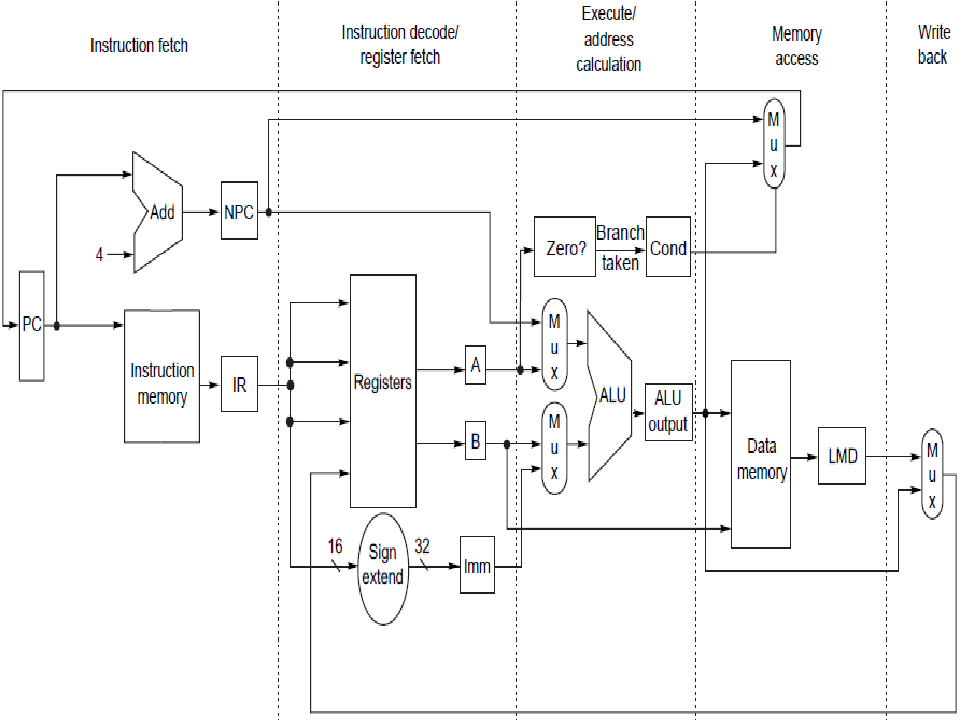 Instruction fetch
Instruction decode/
register fetch
Execute/
address
calculation
Memory
access
Write
back
M
u
x
Add
NPC
4
Zero?
Branch
taken
Cond
PC
Instruction
memory
IR
Registers
A
B
M
u
x
M
u
x
ALU
ALU
output
Data
memory
LMD
M
u
x
16
Sign
extend
32
Imm